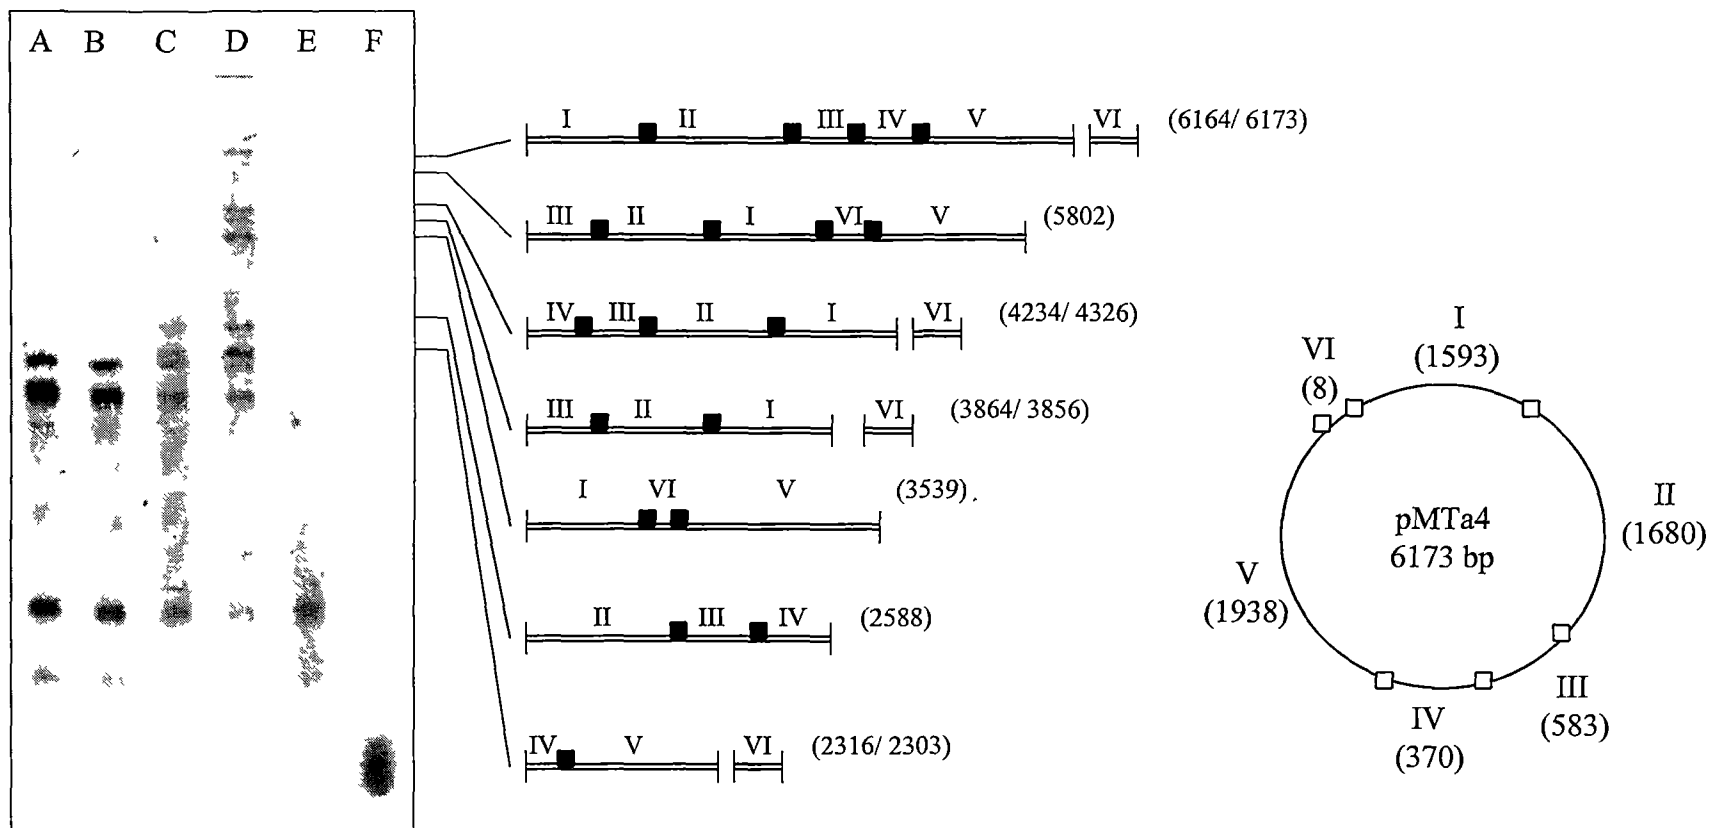 A B C D E F
I II III IV V VI (6164/ 6173)
III II I VI V (5802)
IV III II I VI (4234/ 4326)
III II I VI (3864/ 3856)
I VI V (3539)
II III IV (2588)
IV V VI (2316/ 2303)
I
(1593)
VI
(8)
II
(1680)
pMTa4
6173 bp
V
(1938)
III
(583)
IV
(370)